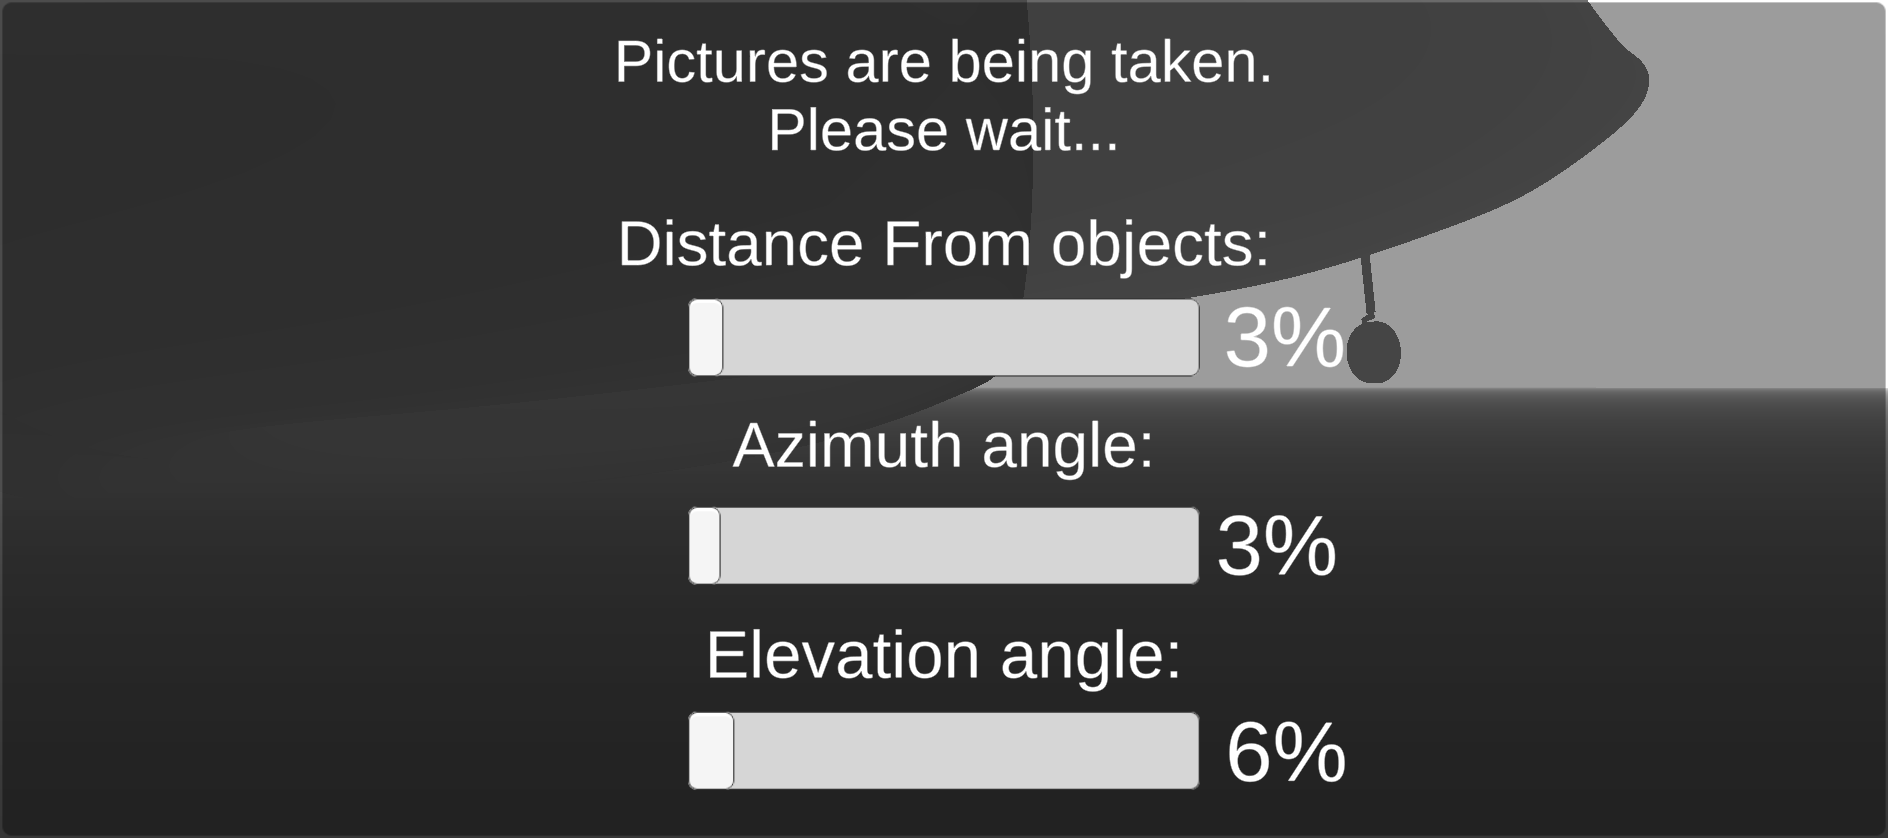 Pictures are being taken.
Please wait...
Distance From objects:
3%
Azimuth angle:
3%
Elevation angle:
6%